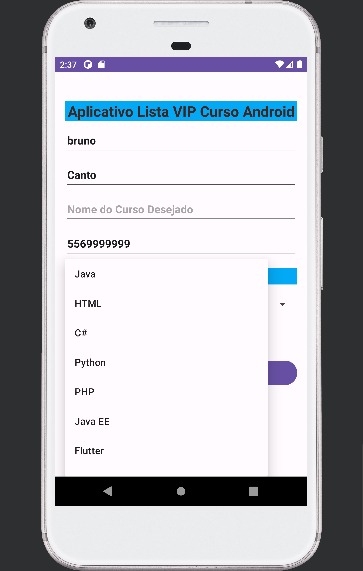 2:37
Aplicativo Lista VIP Curso Android
bruno
Canto
Nome do Curso Desejado
5569999999
Java
HTML
C#
Python
PHP
Java EE
Flutter